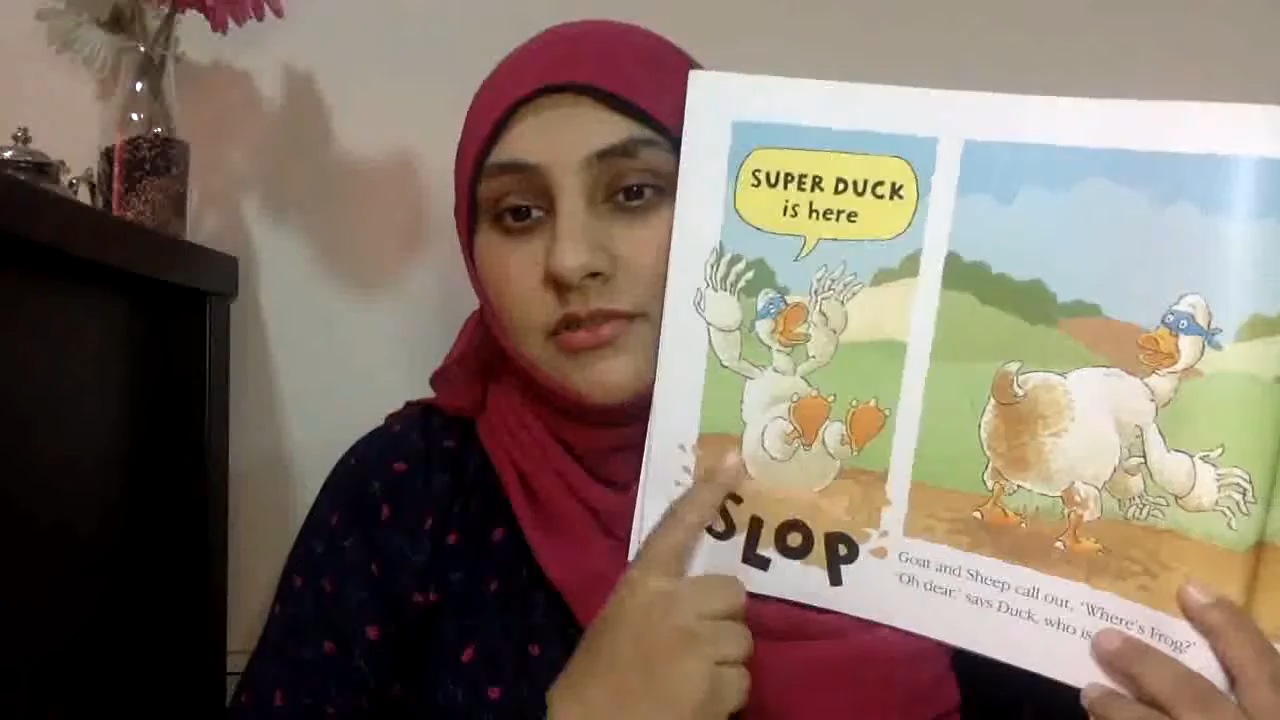 SUPER DUCK
is here
SLOP
Goat and Sheep call out, 'Where's Frog?'
'Oh dear,' says Duck, who is